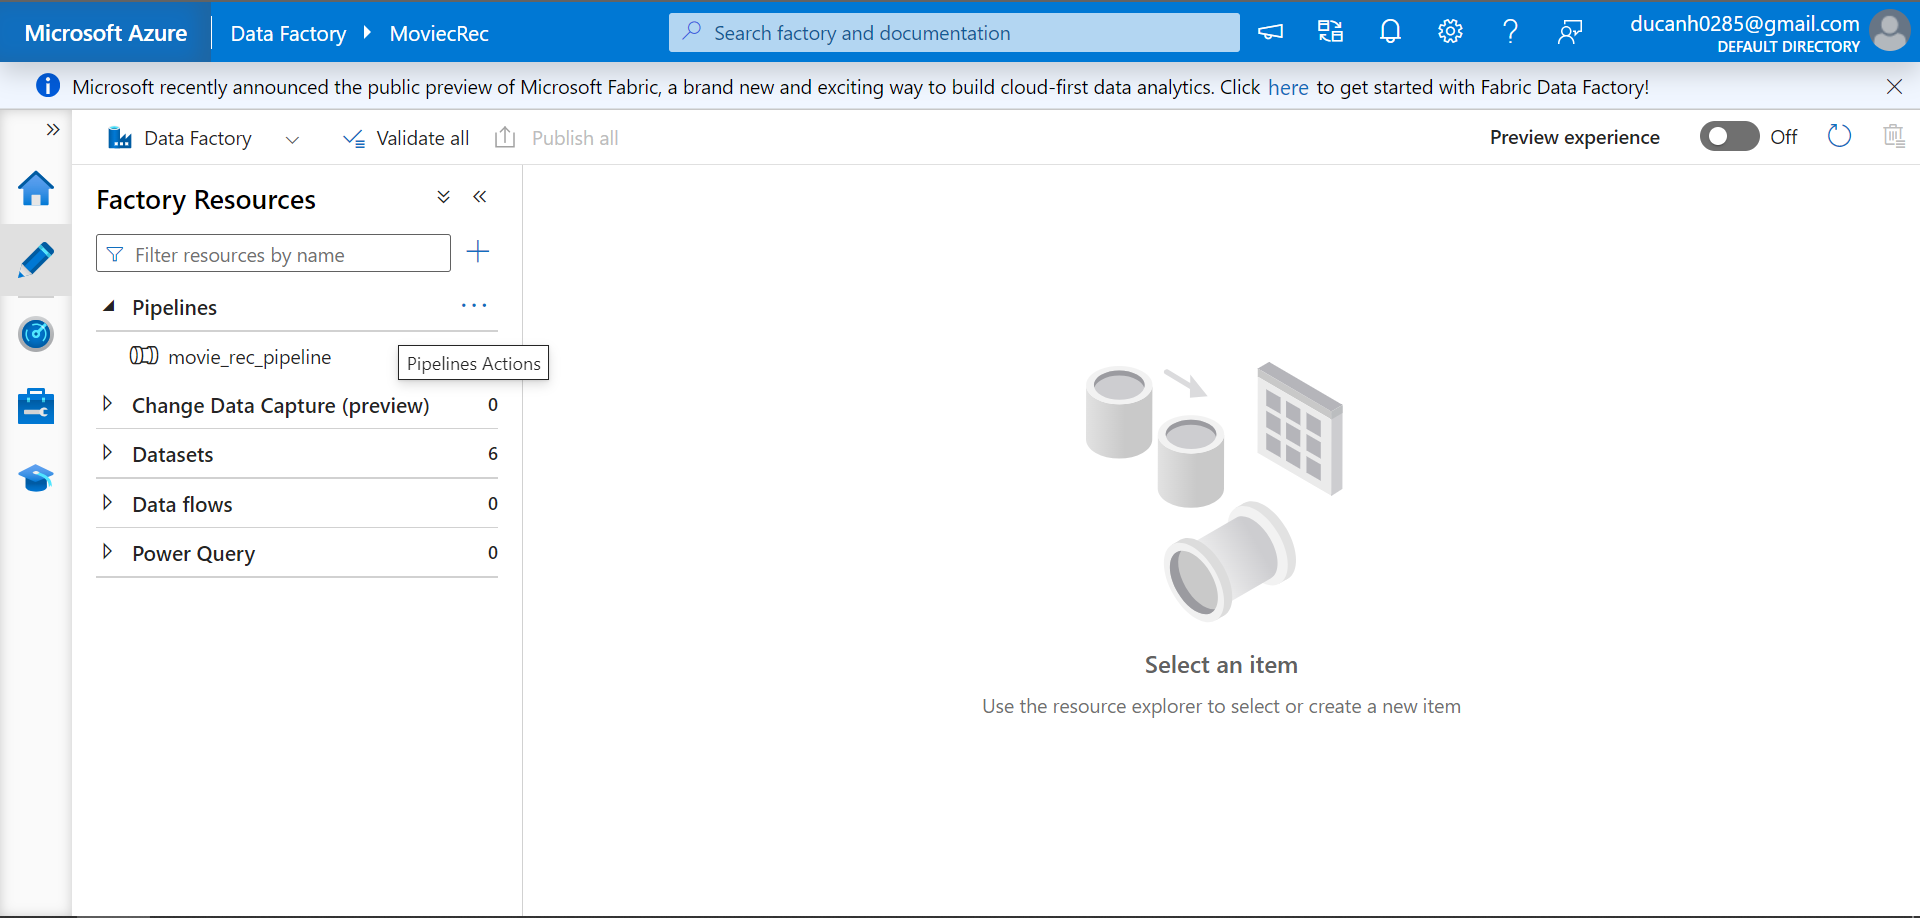 Microsoft Azure
Data Factory
MoviecRec
Search factory and documentation
ducanh0285@gmail.com
DEFAULT DIRECTORY
Microsoft recently announced the public preview of Microsoft Fabric, a brand new and exciting way to build cloud-first data analytics. Click here to get started with Fabric Data Factory!
Data Factory
Validate all
Publish all
Preview experience
Off
Factory Resources
Filter resources by name
Pipelines
movie_rec_pipeline
Pipelines Actions
Change Data Capture (preview) 0
Datasets 6
Data flows 0
Power Query 0
Select an item
Use the resource explorer to select or create a new item